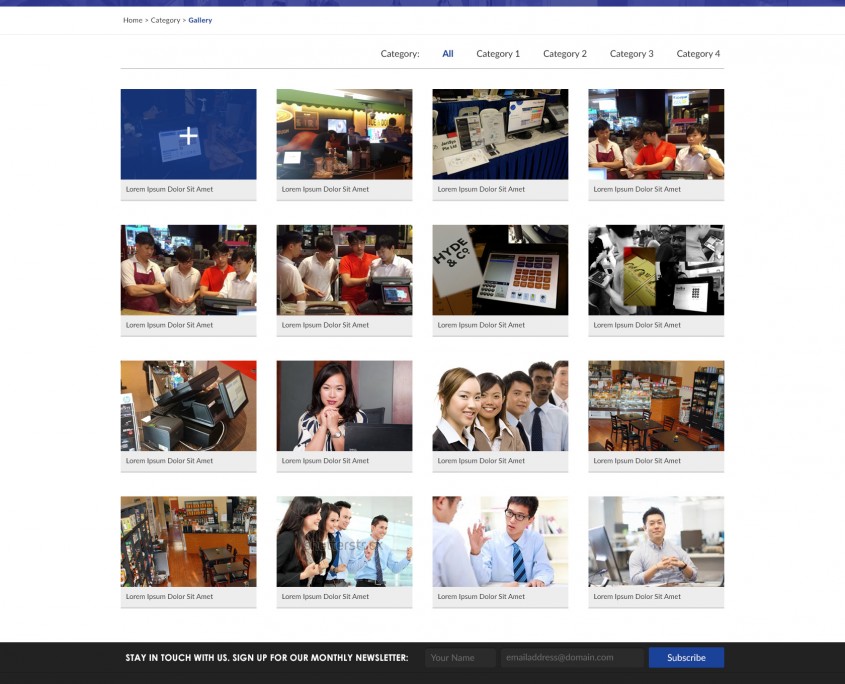 Home > Category > Gallery
Category: All Category 1 Category 2 Category 3 Category 4
Lorem Ipsum Dolor Sit Amet Lorem Ipsum Dolor Sit Amet Lorem Ipsum Dolor Sit Amet Lorem Ipsum Dolor Sit Amet
HYDE
& CO.
Lorem Ipsum Dolor Sit Amet Lorem Ipsum Dolor Sit Amet Lorem Ipsum Dolor Sit Amet Lorem Ipsum Dolor Sit Amet
Lorem Ipsum Dolor Sit Amet Lorem Ipsum Dolor Sit Amet Lorem Ipsum Dolor Sit Amet Lorem Ipsum Dolor Sit Amet
Lorem Ipsum Dolor Sit Amet Lorem Ipsum Dolor Sit Amet Lorem Ipsum Dolor Sit Amet Lorem Ipsum Dolor Sit Amet
STAY IN TOUCH WITH US. SIGN UP FOR OUR MONTHLY NEWSLETTER: Your Name emailaddress@domain.com Subscribe